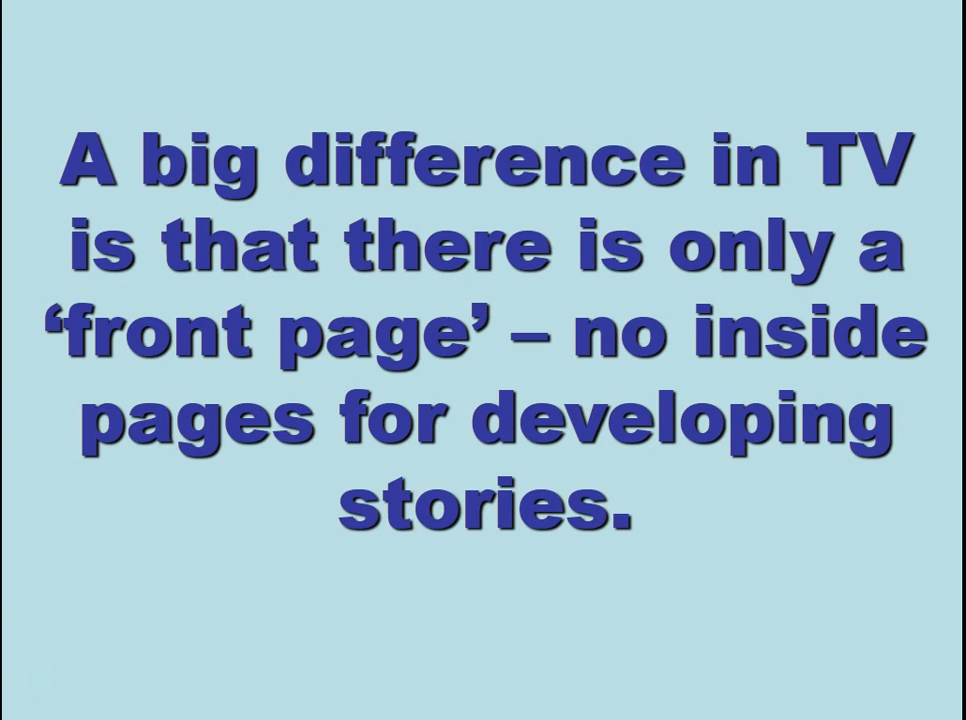 A big difference in TV
is that there is only a
‘front page’ – no inside
pages for developing
stories.